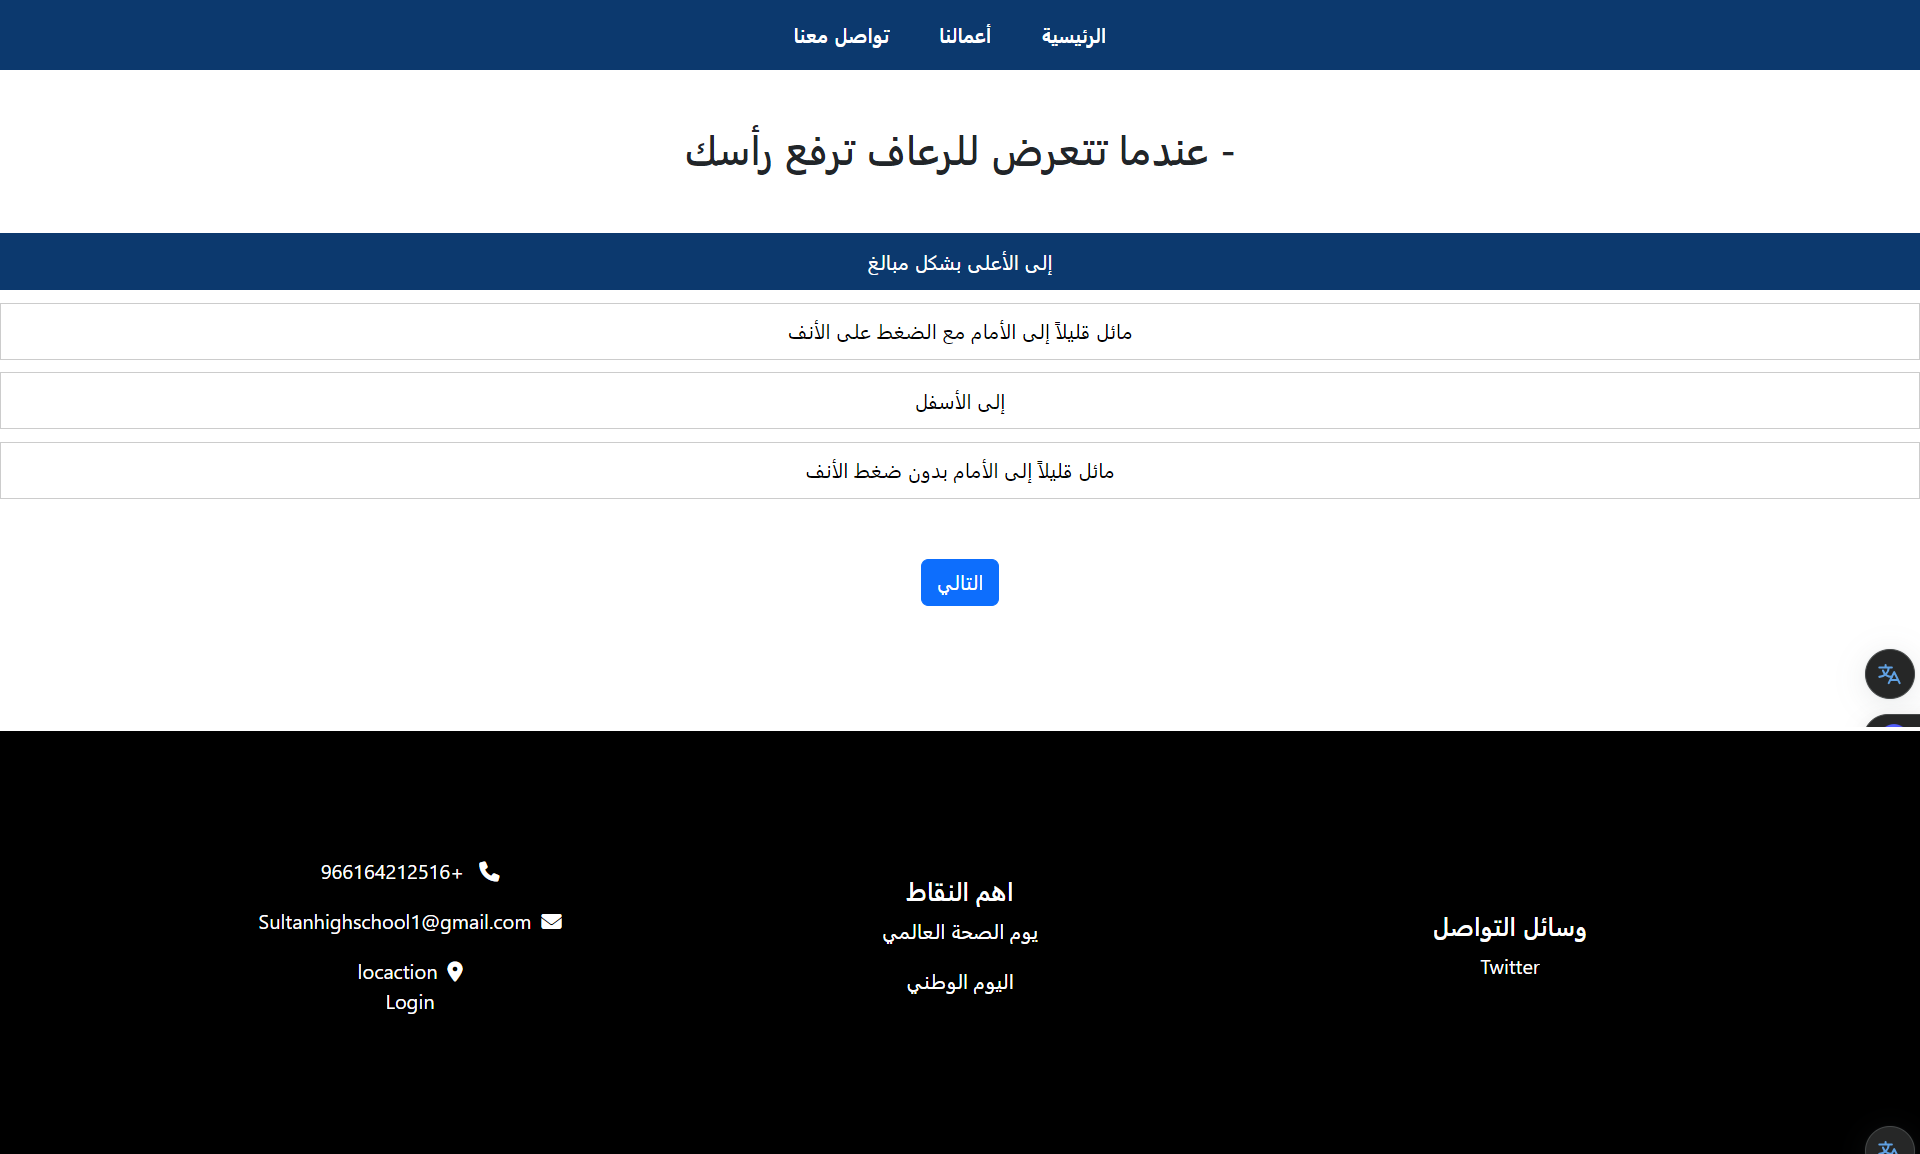 الرئيسية
أعمالنا
تواصل معنا
- عندما تتعرض للرعاف ترفع رأسك
إلى الأعلى بشكل مبالغ
مائل قليلاً إلى الأمام مع الضغط على الأنف
إلى الأسفل
مائل قليلاً إلى الأمام بدون ضغط الأنف
التالي
وسائل التواصل
Twitter
اهم النقاط
يوم الصحة العالمي
اليوم الوطني
966164212516+
Sultanhighschool1@gmail.com
locaction
Login